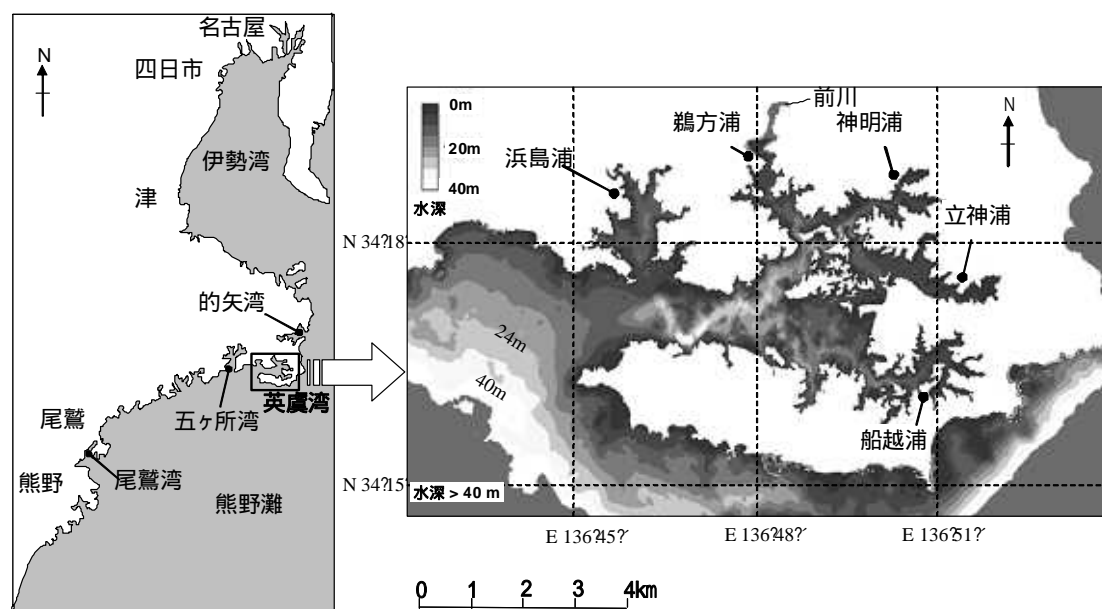 名古屋
N
四日市
伊勢湾
津
的矢湾
英虞湾
五ヶ所湾
尾鷲
尾鷲湾
熊野
熊野灘
0m
20m
40m
水深
前川
鵜方浦
神明浦
N
浜島浦
立神浦
N 34?18
24m
40m
船越浦
N 34?15
水深 > 40 m
E 136?45?
E 136?48?
E 136?51?
0 1 2 3 4km